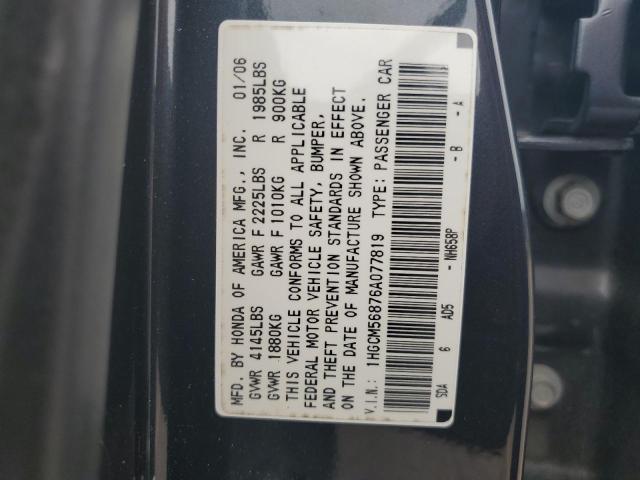 MFD. BY HONDA OF AMERICA MFG., INC. 01/06
GVWR 4145LBS GAWR F 2225LBS R 1985LBS
GVWR 1880KG GAWR F 1010KG R 900KG
THIS VEHICLE CONFORMS TO ALL APPLICABLE
FEDERAL MOTOR VEHICLE SAFETY, BUMPER,
AND THEFT PREVENTION STANDARDS IN EFFECT
ON THE DATE OF MANUFACTURE SHOWN ABOVE.
V.I.N.: 1HGCM56876A077819 TYPE: PASSENGER CAR
SDA 6 AD5 -NH658P -B -A